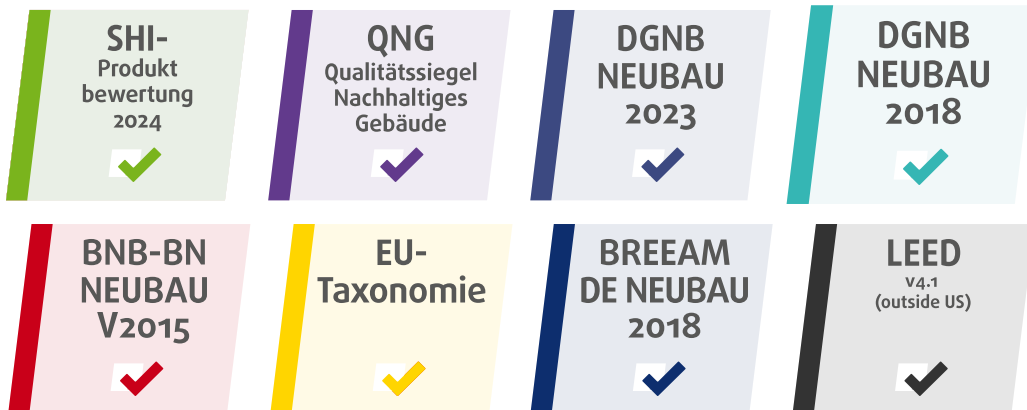 SHI-
Produkt
bewertung
2024
QNG
Qualitätssiegel
Nachhaltiges
Gebäude
DGNB
NEUBAU
2023
DGNB
NEUBAU
2018
BNB-BN
NEUBAU
V2015
EU-
Taxonomie
BREEAM
DE NEUBAU
2018
LEED
v4.1
(outside US)